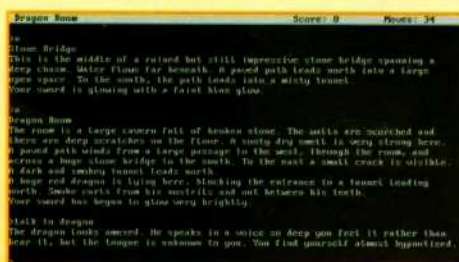 Dragon Room Score: 0 Moves: 34
>n
Stone Bridge
This is the middle of a ruined but still impressive stone bridge spanning a
deep chasm. Water flows far beneath. A paved path leads north into a large
open space. To the south, the path leads into a misty tunnel.
Your sword is glowing with a faint blue glow.
>n
Dragon Room
The room is a large cavern full of broken stone. The walls are scorched and
there are deep scratches on the floor. A sooty dry smell is very strong here.
A paved path winds from a large passage to the west, through the room, and
across a huge stone bridge to the south. To the east a small crack is visible.
A dark and smokey tunnel leads north.
A huge red dragon is lying here, blocking the entrance to a tunnel leading
north. Smoke curls from his nostrils and out between his teeth.
Your sword has begun to glow very brightly.
>talk to dragon
The dragon looks amused. He speaks in a voice so deep you feel it rather than
hear it, but the tongue is unknown to you. You find yourself almost hypnotized.